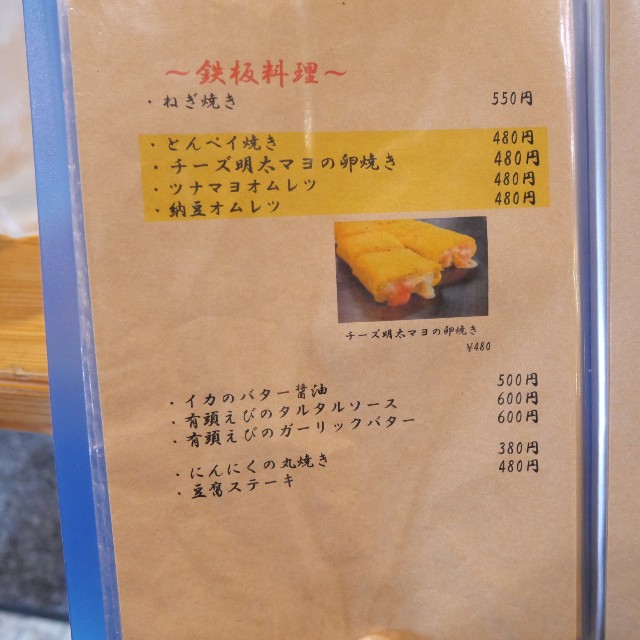 ～鉄板料理～
・ねぎ焼き 550円
・とんペイ焼き 480円
・チーズ明太マヨの卵焼き 480円
・ツナマヨオムレツ 480円
・納豆オムレツ 480円
チーズ明太マヨの卵焼き
¥480
・イカのバター醤油 500円
・有頭えびのタルタルソース 600円
・有頭えびのガーリックバター 600円
・にんにくの丸焼き 380円
・豆腐ステーキ 480円